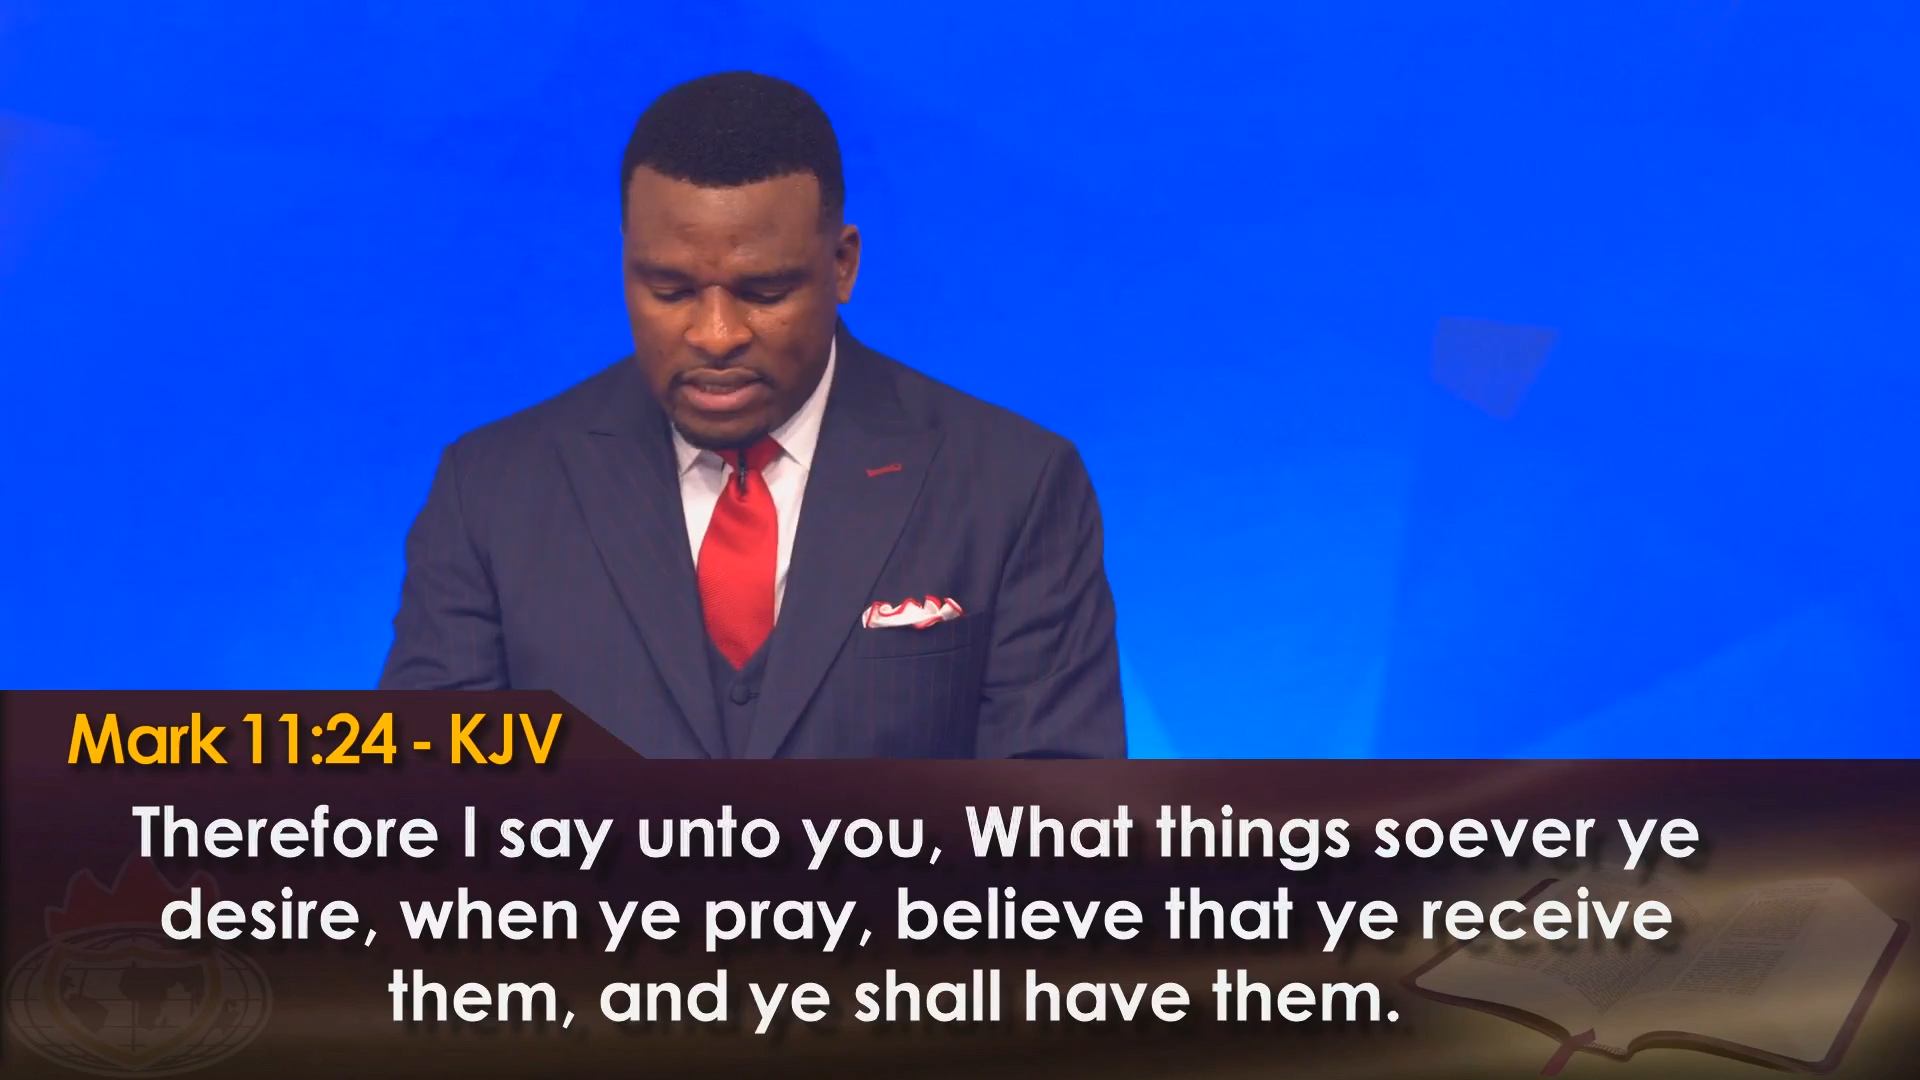 Mark 11:24 - KJV
Therefore I say unto you, What things soever ye
desire, when ye pray, believe that ye receive
them, and ye shall have them.